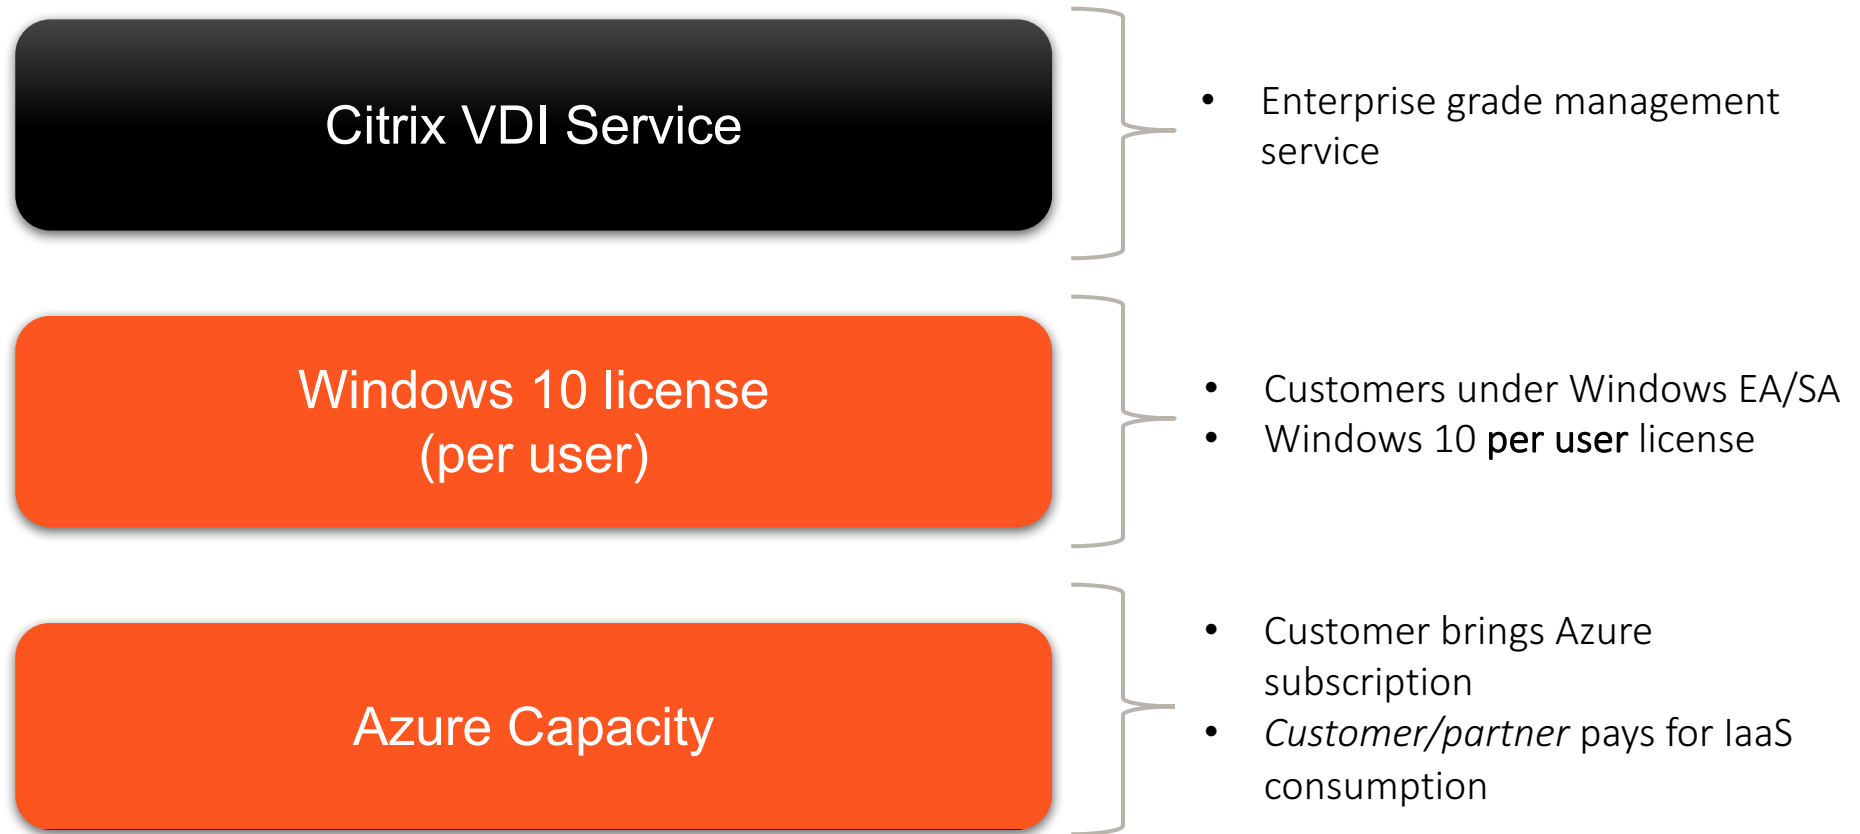 Citrix VDI Service
• Enterprise grade management
service
Windows 10 license
(per user)
• Customers under Windows EA/SA
• Windows 10 per user license
Azure Capacity
• Customer brings Azure
subscription
• Customer/partner pays for IaaS
consumption